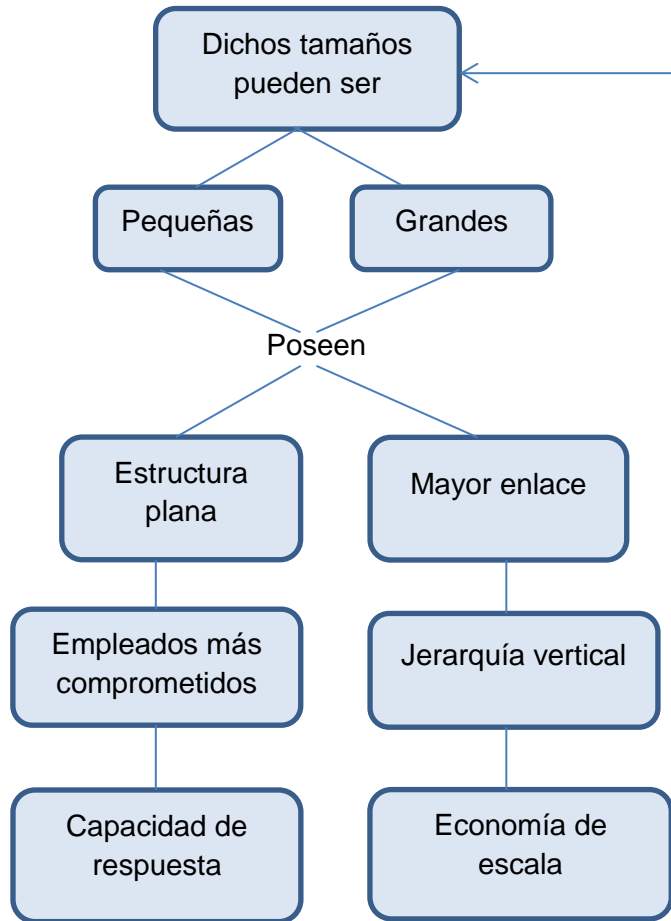 Dichos tamaños
pueden ser
Pequeñas
Grandes
Poseen
Estructura
plana
Mayor enlace
Empleados más
comprometidos
Jerarquía vertical
Capacidad de
respuesta
Economía de
escala